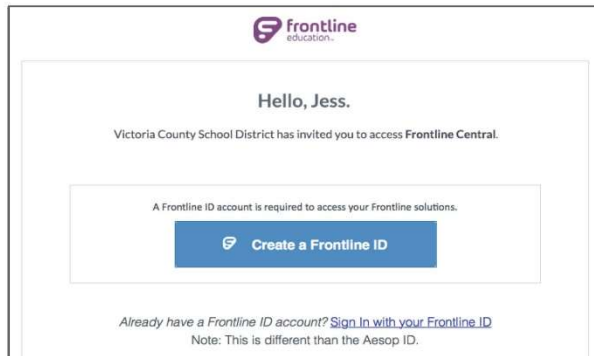 frontline
education™
Hello, Jess.
Victoria County School District has invited you to access Frontline Central.
A Frontline ID account is required to access your Frontline solutions.
Create a Frontline ID
Already have a Frontline ID account? Sign In with your Frontline ID
Note: This is different than the Aesop ID.